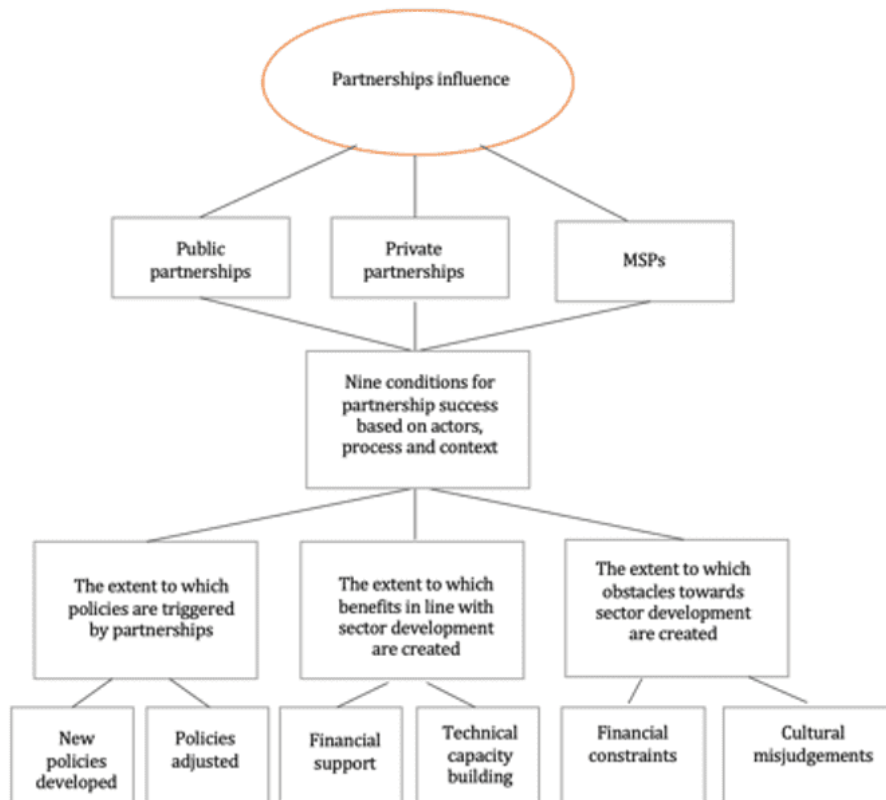 Partnerships influence
Public
partnerships
Private
partnerships
MSPs
Nine conditions for
partnership success
based on actors,
process and context
The extent to which
policies are triggered
by partnerships
The extent to which
benefits in line with
sector development
are created
The extent to which
obstacles towards
sector development
are created
New
policies
developed
Policies
adjusted
Financial
support
Technical
capacity
building
Financial
constraints
Cultural
misjudgements